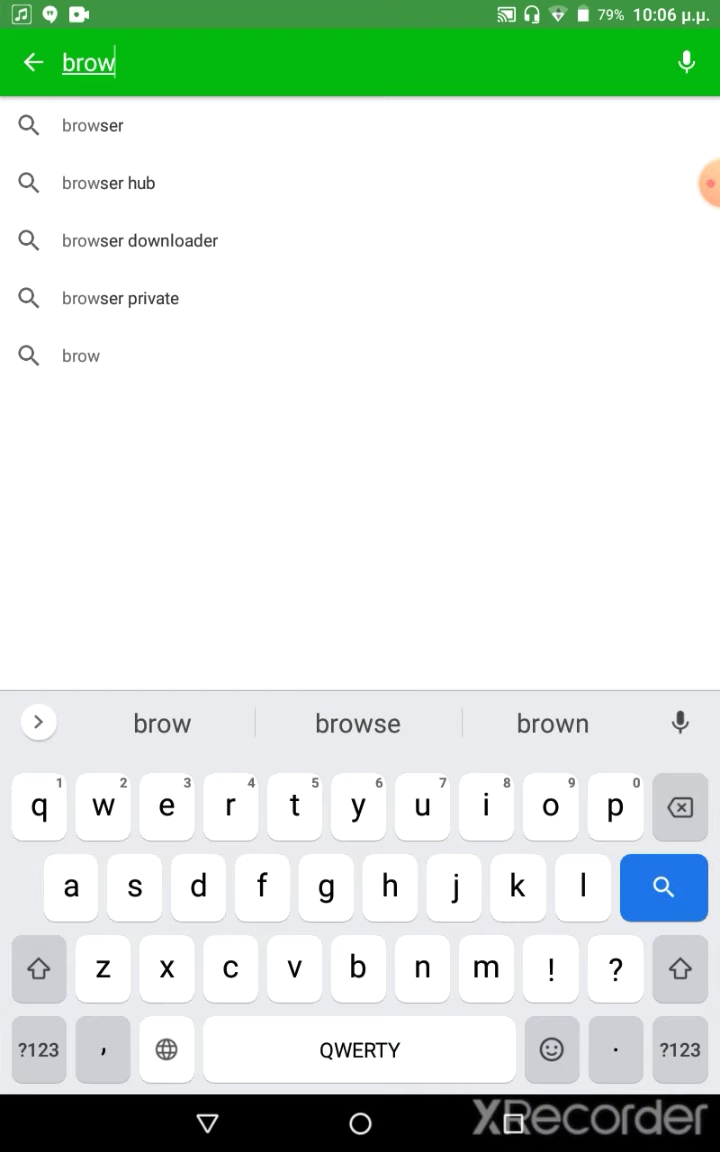 79% 10:06 μ.μ.
brow
browser
browser hub
browser downloader
browser private
brow
brow browse brown
q 1 w 2 e 3 r 4 t 5 y 6 u 7 i 8 o 9 p 0
a s d f g h j k l
z x c v b n m ! ?
?123 , QWERTY . ?123
XRecorder